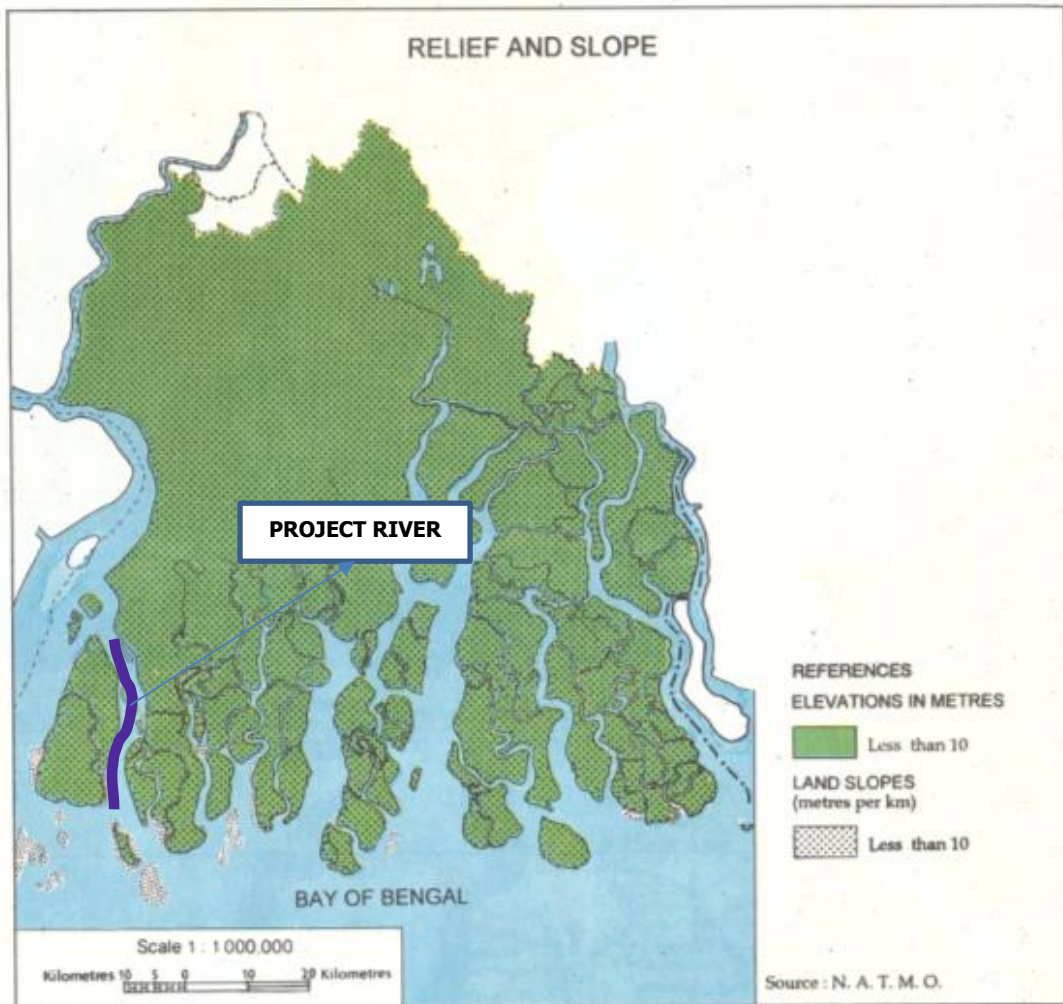 RELIEF AND SLOPE
PROJECT RIVER
REFERENCES
ELEVATIONS IN METRES
Less than 10
LAND SLOPES
(metres per km)
Less than 10
BAY OF BENGAL
Scale 1 : 1 000,000
Kilometres 10 5 0 10 20 Kilometres
Source : N. A. T. M. O.